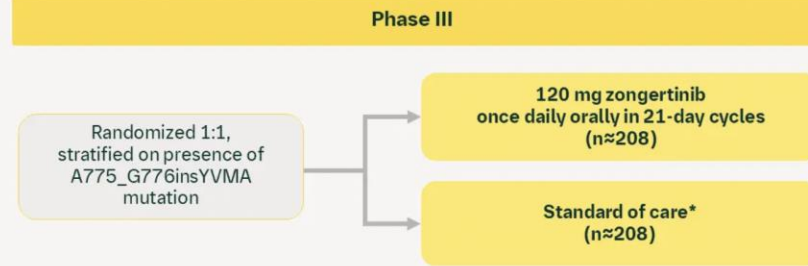 Phase III
Randomized 1:1,
stratified on presence of
A775_G776insYVMA
mutation
120 mg zongertinib
once daily orally in 21-day cycles
(n≈208)
Standard of care*
(n≈208)